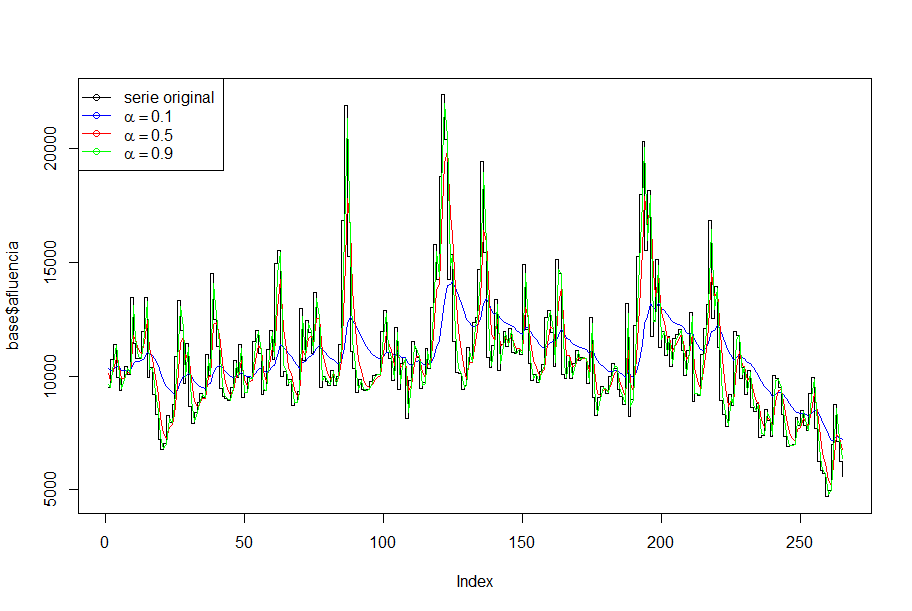 serie original
α = 0.1
α = 0.5
α = 0.9
base$afluencia
20000
15000
10000
5000
0
50
100
150
200
250
Index